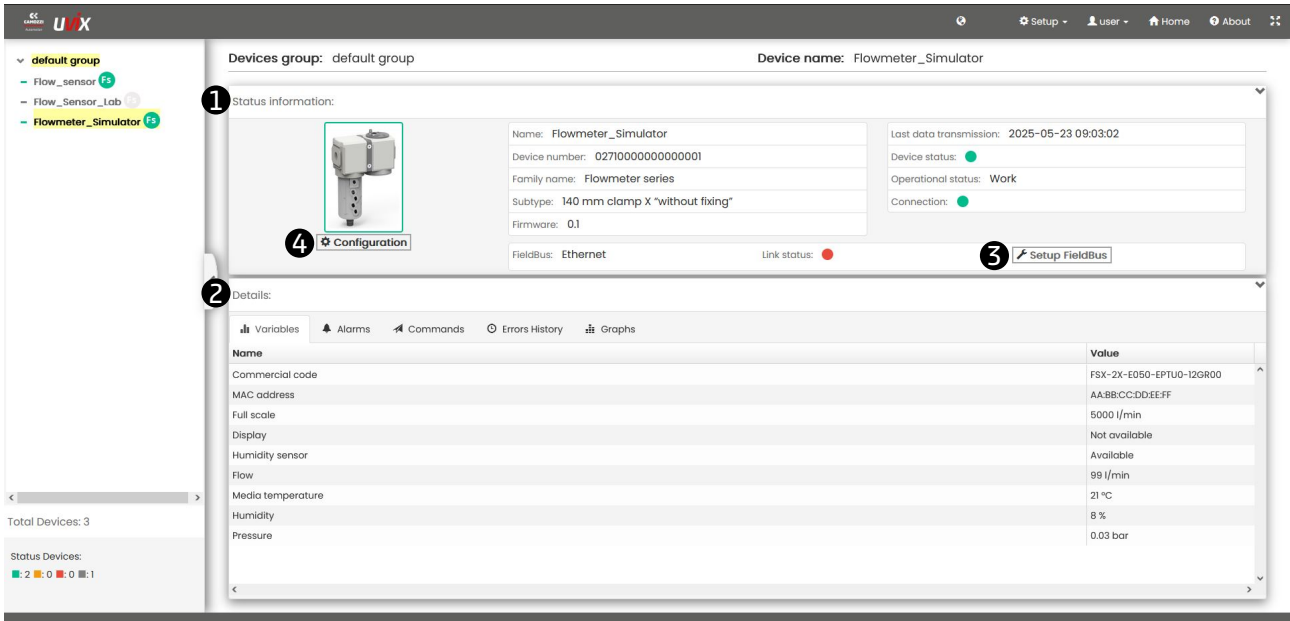 CAMOZZI UVIX Setup user Home About
default group
Flow_sensor Fs
Flow_Sensor_Lab Fs
Flowmeter_Simulator Fs
Total Devices: 3
Status Devices:
: 2 : 0 : 0 : 1
Devices group: default group Device name: Flowmeter_Simulator
1 Status information:
4 Configuration
Name: Flowmeter_Simulator
Device number: 02710000000000001
Family name: Flowmeter series
Subtype: 140 mm clamp X “without fixing”
Firmware: 0.1
Last data transmission: 2025-05-23 09:03:02
Device status:
Operational status: Work
Connection:
FieldBus: Ethernet Link status: 3 Setup FieldBus
2 Details:
Variables Alarms Commands Errors History Graphs
Name Value
Commercial code FSX-2X-E050-EPTU0-12GR00
MAC address AA:BB:CC:DD:EE:FF
Full scale 5000 l/min
Display Not available
Humidity sensor Available
Flow 99 l/min
Media temperature 21 °C
Humidity 8 %
Pressure 0.03 bar